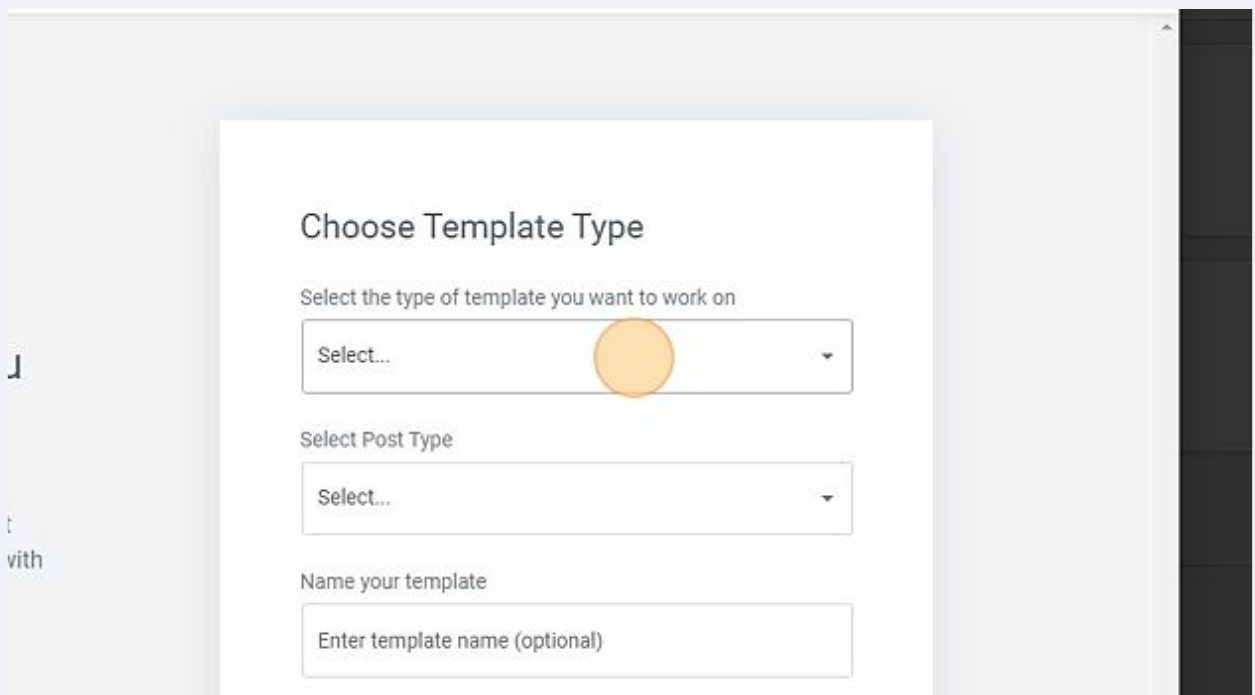 Choose Template Type
Select the type of template you want to work on
Select...
Select Post Type
Select...
Name your template
Enter template name (optional)
with